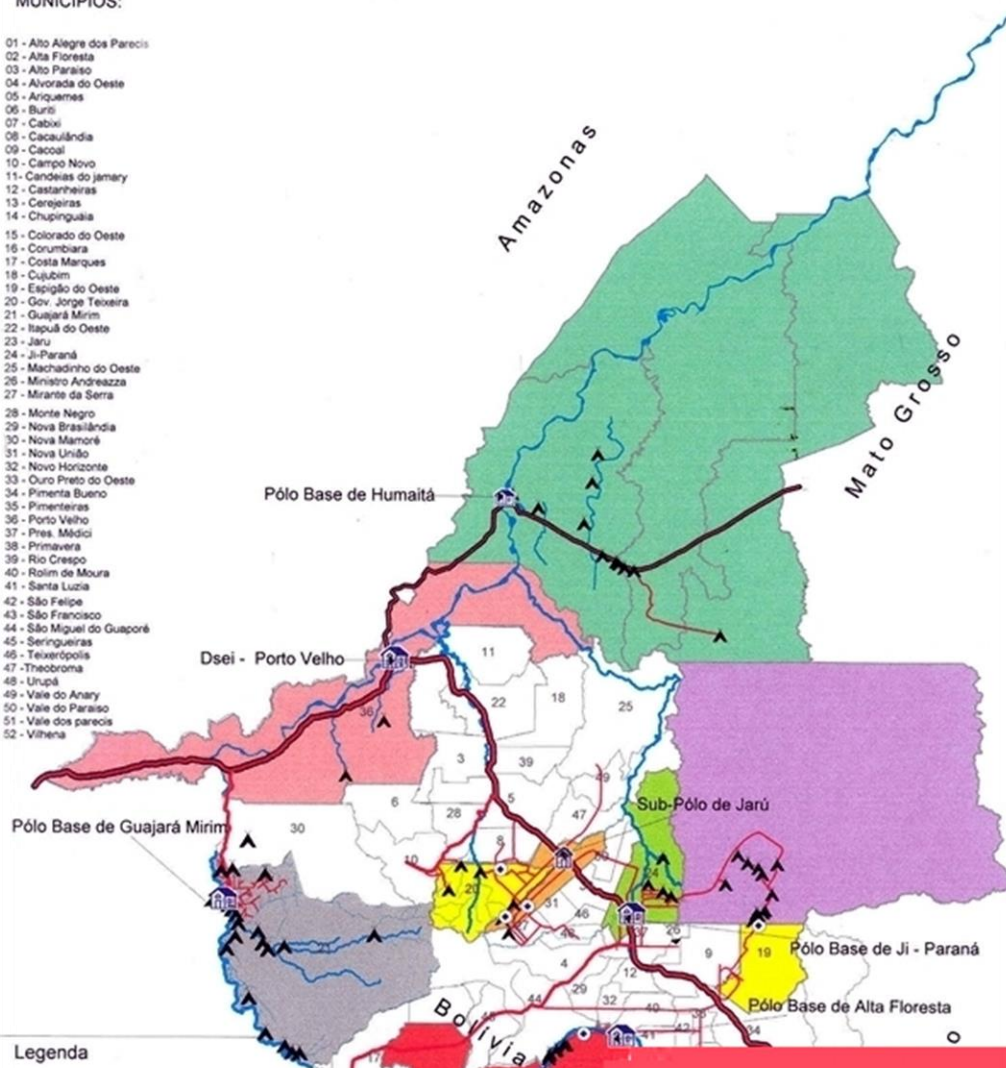 MUNICÍPIOS:
01 - Alto Alegre dos Parecis
02 - Alta Floresta
03 - Alto Paraiso
04 - Alvorada do Oeste
05 - Ariquemes
06 - Buriti
07 - Cabixi
08 - Cacaulândia
09 - Cacoal
10 - Campo Novo
11- Candeias do jamary
12 - Castanheiras
13 - Cerejeiras
14 - Chupinguaia
15 - Colorado do Oeste
16 - Corumbiara
17 - Costa Marques
18 - Cujubim
19 - Espigão do Oeste
20 - Gov. Jorge Teixeira
21 - Guajará Mirim
22 - Itapuã do Oeste
23 - Jaru
24 - Ji-Paraná
25 - Machadinho do Oeste
26 - Ministro Andreazza
27 - Mirante da Serra
28 - Monte Negro
29 - Nova Brasilândia
30 - Nova Mamoré
31 - Nova União
32 - Novo Horizonte
33 - Ouro Preto do Oeste
34 - Pimenta Bueno
35 - Pimenteiras
36 - Porto Velho
37 - Pres. Médici
38 - Primavera
39 - Rio Crespo
40 - Rolim de Moura
41 - Santa Luzia
42 - São Felipe
43 - São Francisco
44 - São Miguel do Guaporé
45 - Seringueiras
46 - Teixerópolis
47 -Theobroma
48 - Urupá
49 - Vale do Anary
50 - Vale do Paraiso
51 - Vale dos parecis
52 - Vilhena
Amazonas
Mato Grosso
Pólo Base de Humaitá
Dsei - Porto Velho
11
22
18
25
36
3
39
6
28
5
49
47
Sub-Pólo de Jarú
Pólo Base de Guajará Mirim
30
8
10
20
24
31
46
37
26
9
19
Pólo Base de Ji - Paraná
4
12
29
32
40
44
Pólo Base de Alta Floresta
42
34
41
17
Bolívia
o
Legenda